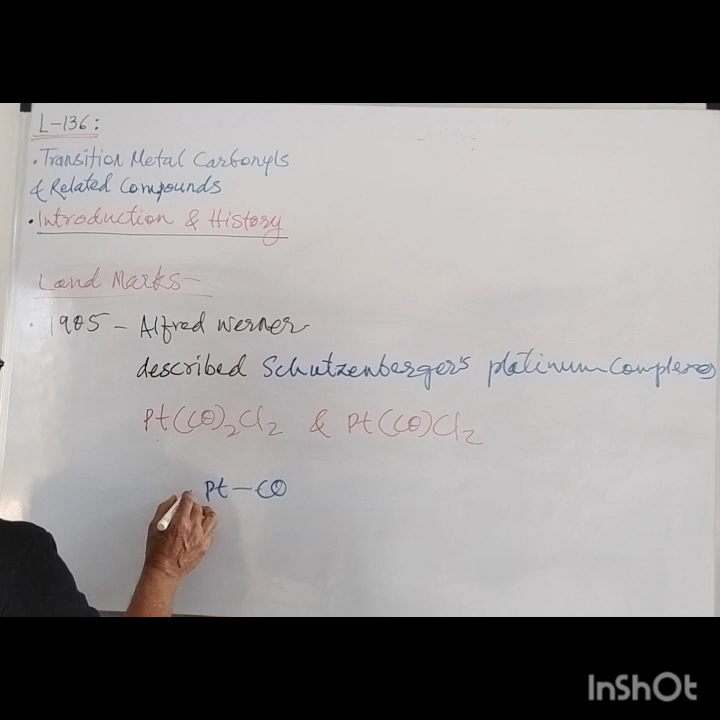 L-136:
• Transition Metal Carbonyls
& Related Compounds
• Introduction & History
Land Marks-
• 1905 - Alfred Werner
described Schutzenberger's platinum Complexes
Pt(CO)2Cl2 & Pt(CO)Cl2
Pt-CO
InShOt